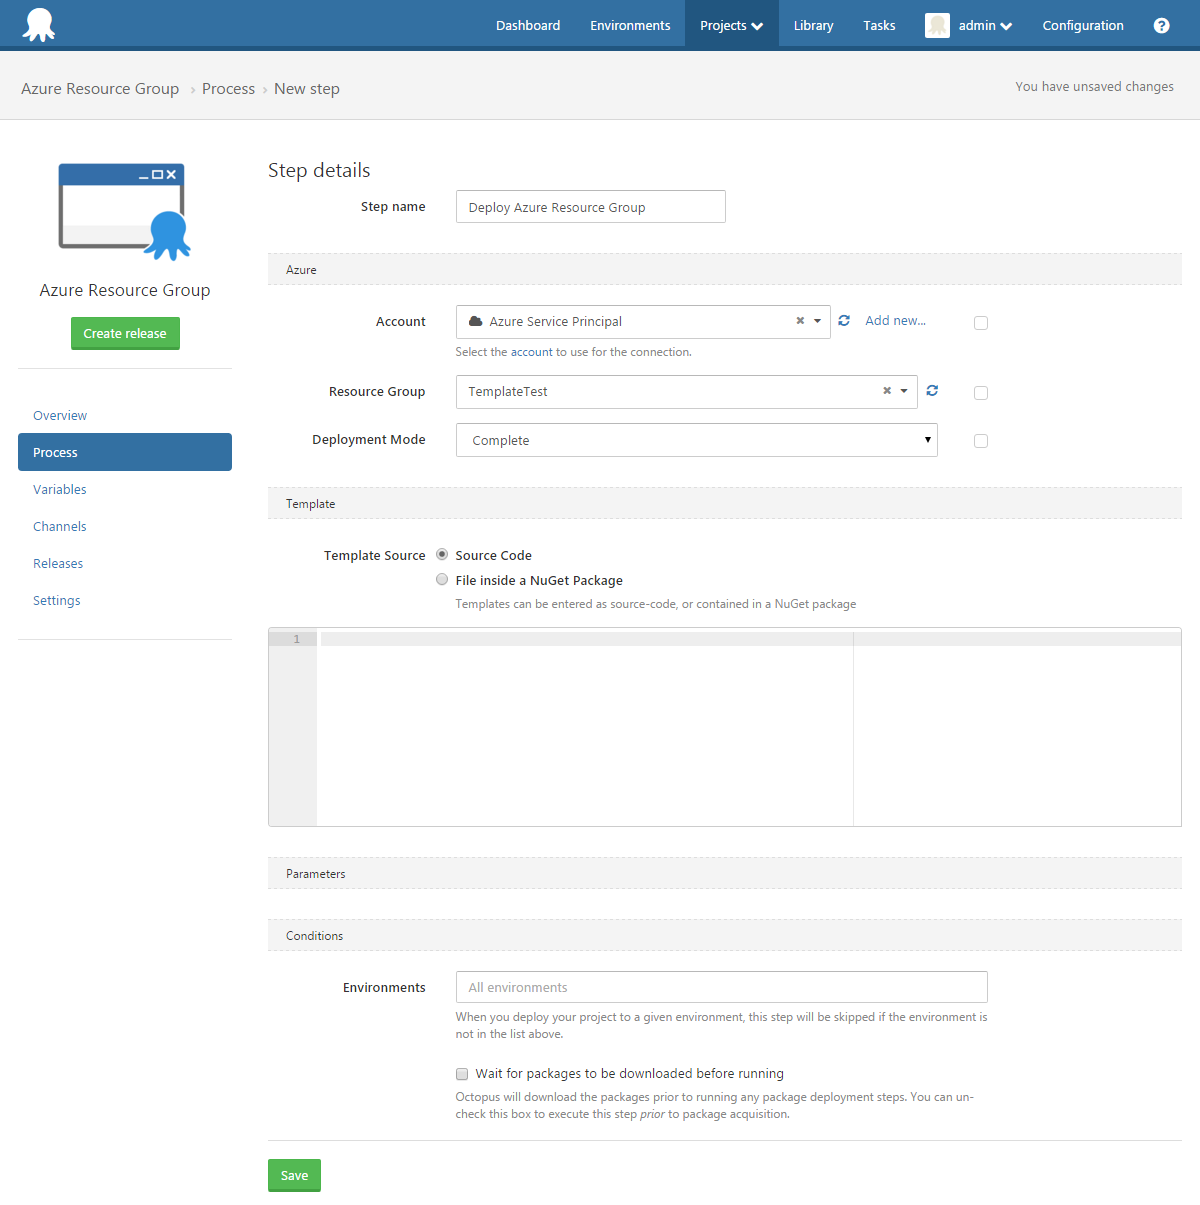 Dashboard Environments Projects Library Tasks admin Configuration ?
Azure Resource Group › Process › New step
You have unsaved changes
Azure Resource Group
Create release
Overview
Process
Variables
Channels
Releases
Settings
Step details
Step name Deploy Azure Resource Group
Azure
Account Azure Service Principal Add new...
Select the account to use for the connection.
Resource Group TemplateTest
Deployment Mode Complete
Template
Template Source Source Code
File inside a NuGet Package
Templates can be entered as source-code, or contained in a NuGet package
1
Parameters
Conditions
Environments All environments
When you deploy your project to a given environment, this step will be skipped if the environment is
not in the list above.
Wait for packages to be downloaded before running
Octopus will download the packages prior to running any package deployment steps. You can un-
check this box to execute this step prior to package acquisition.
Save